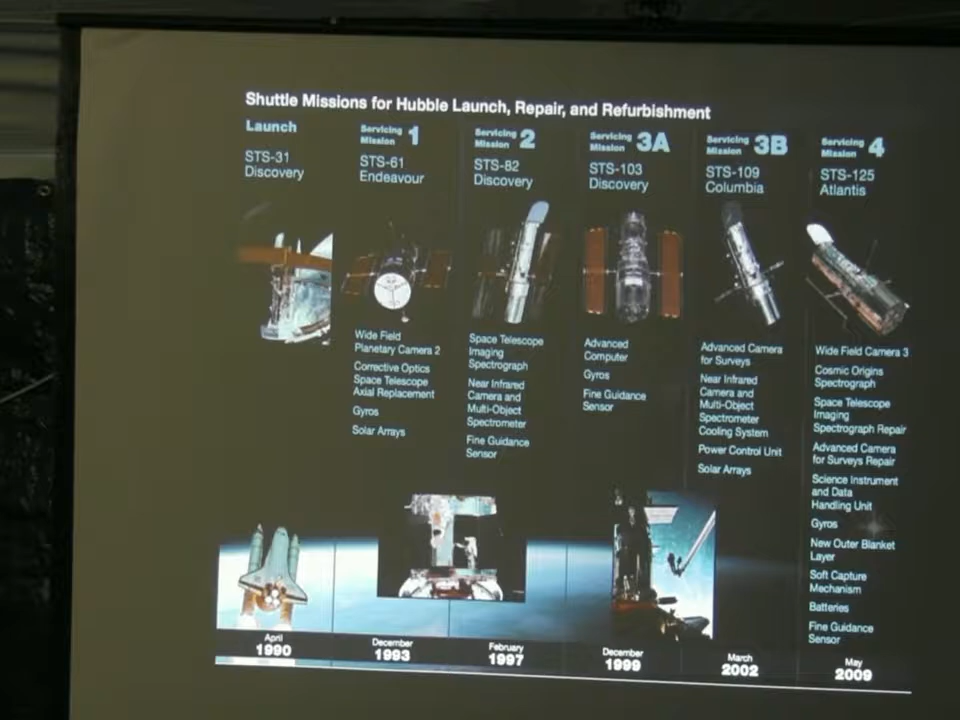 Shuttle Missions for Hubble Launch, Repair, and Refurbishment
Launch
STS-31
Discovery
Servicing
Mission 1
STS-61
Endeavour
Servicing
Mission 2
STS-82
Discovery
Servicing
Mission 3A
STS-103
Discovery
Servicing
Mission 3B
STS-109
Columbia
Servicing
Mission 4
STS-125
Atlantis
Wide Field
Planetary Camera 2
Corrective Optics
Space Telescope
Axial Replacement
Gyros
Solar Arrays
Space Telescope
Imaging
Spectrograph
Near Infrared
Camera and
Multi-Object
Spectrometer
Fine Guidance
Sensor
Advanced
Computer
Gyros
Fine Guidance
Sensor
Advanced Camera
for Surveys
Near Infrared
Camera and
Multi-Object
Spectrometer
Cooling System
Power Control Unit
Solar Arrays
Wide Field Camera 3
Cosmic Origins
Spectrograph
Space Telescope
Imaging
Spectrograph Repair
Advanced Camera
for Surveys Repair
Science Instrument
and Data
Handling Unit
Gyros
New Outer Blanket
Layer
Soft Capture
Mechanism
Batteries
Fine Guidance
Sensor
April
1990
December
1993
February
1997
December
1999
March
2002
May
2009